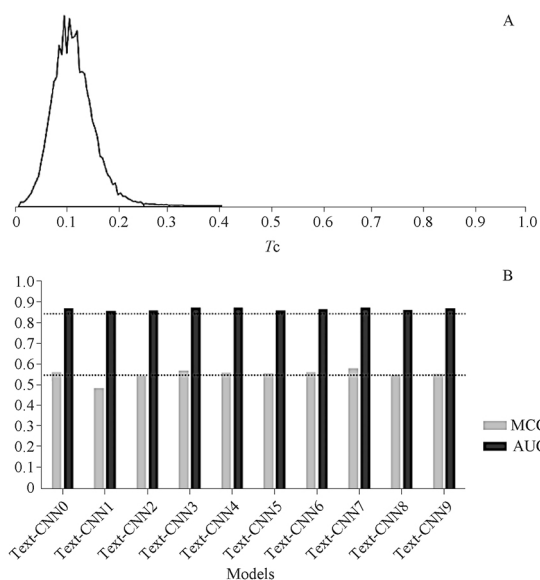 A
0 0.1 0.2 0.3 0.4 0.5 0.6 0.7 0.8 0.9 1.0
Tc
B
1.0
0.9
0.8
0.7
0.6
0.5
0.4
0.3
0.2
0.1
0
MCC
AUC
Text-CNN0 Text-CNN1 Text-CNN2 Text-CNN3 Text-CNN4 Text-CNN5 Text-CNN6 Text-CNN7 Text-CNN8 Text-CNN9
Models